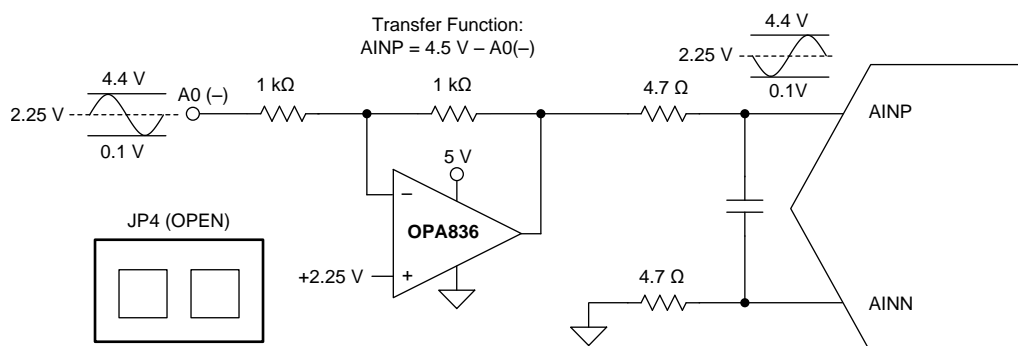 Transfer Function:
AINP = 4.5 V – A0(–)
4.4 V
2.25 V
0.1 V
A0 (–)
1 kΩ
1 kΩ
4.7 Ω
4.4 V
2.25 V
0.1V
AINP
5 V
–
OPA836
+
+2.25 V
JP4 (OPEN)
4.7 Ω
AINN